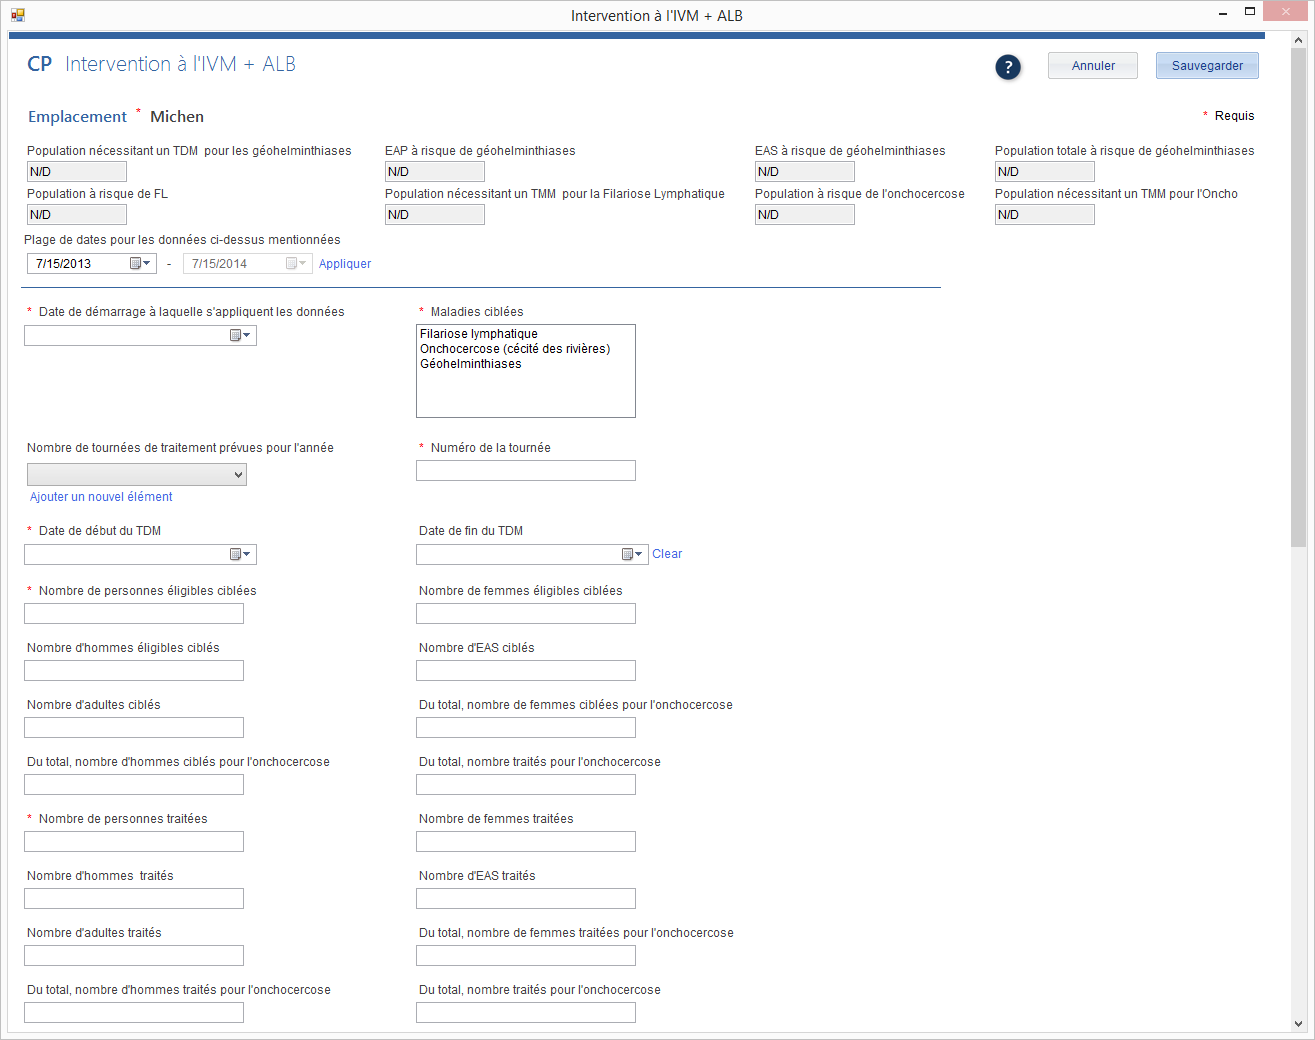 Intervention à l'IVM + ALB
CP Intervention à l'IVM + ALB
? Annuler Sauvegarder
Emplacement * Michen
* Requis
Population nécessitant un TDM pour les géohelminthiases EAP à risque de géohelminthiases EAS à risque de géohelminthiases Population totale à risque de géohelminthiases
N/D N/D N/D N/D
Population à risque de FL Population nécessitant un TMM pour la Filariose Lymphatique Population à risque de l'onchocercose Population nécessitant un TMM pour l'Oncho
N/D N/D N/D N/D
Plage de dates pour les données ci-dessus mentionnées
7/15/2013 - 7/15/2014 Appliquer
* Date de démarrage à laquelle s'appliquent les données * Maladies ciblées
Filariose lymphatique
Onchocercose (cécité des rivières)
Géohelminthiases
Nombre de tournées de traitement prévues pour l'année * Numéro de la tournée
Ajouter un nouvel élément
* Date de début du TDM Date de fin du TDM
Clear
* Nombre de personnes éligibles ciblées Nombre de femmes éligibles ciblées
Nombre d'hommes éligibles ciblés Nombre d'EAS ciblés
Nombre d'adultes ciblés Du total, nombre de femmes ciblées pour l'onchocercose
Du total, nombre d'hommes ciblés pour l'onchocercose Du total, nombre traités pour l'onchocercose
* Nombre de personnes traitées Nombre de femmes traitées
Nombre d'hommes traités Nombre d'EAS traités
Nombre d'adultes traités Du total, nombre de femmes traitées pour l'onchocercose
Du total, nombre d'hommes traités pour l'onchocercose Du total, nombre traités pour l'onchocercose